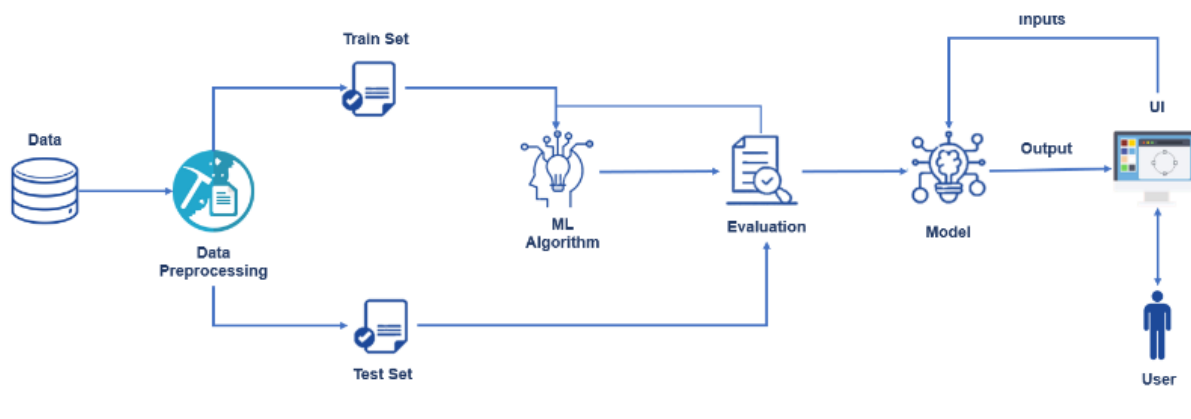 Inputs
Train Set
UI
Data
Output
ML
Algorithm
Evaluation
Model
Data
Preprocessing
Test Set
User